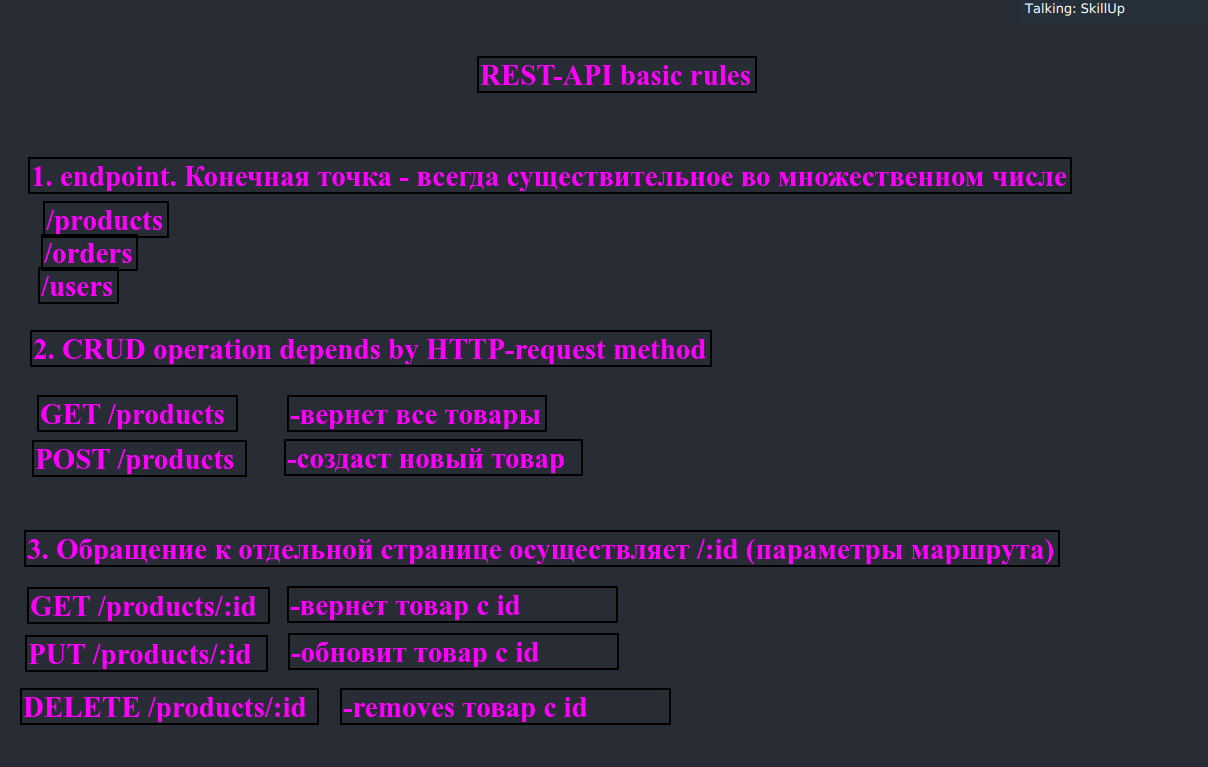 Talking: SkillUp
REST-API basic rules
1. endpoint. Конечная точка - всегда существительное во множественном числе
/products
/orders
/users
2. CRUD operation depends by HTTP-request method
GET /products -вернет все товары
POST /products -создаст новый товар
3. Обращение к отдельной странице осуществляет /:id (параметры маршрута)
GET /products/:id -вернет товар с id
PUT /products/:id -обновит товар с id
DELETE /products/:id -removes товар с id